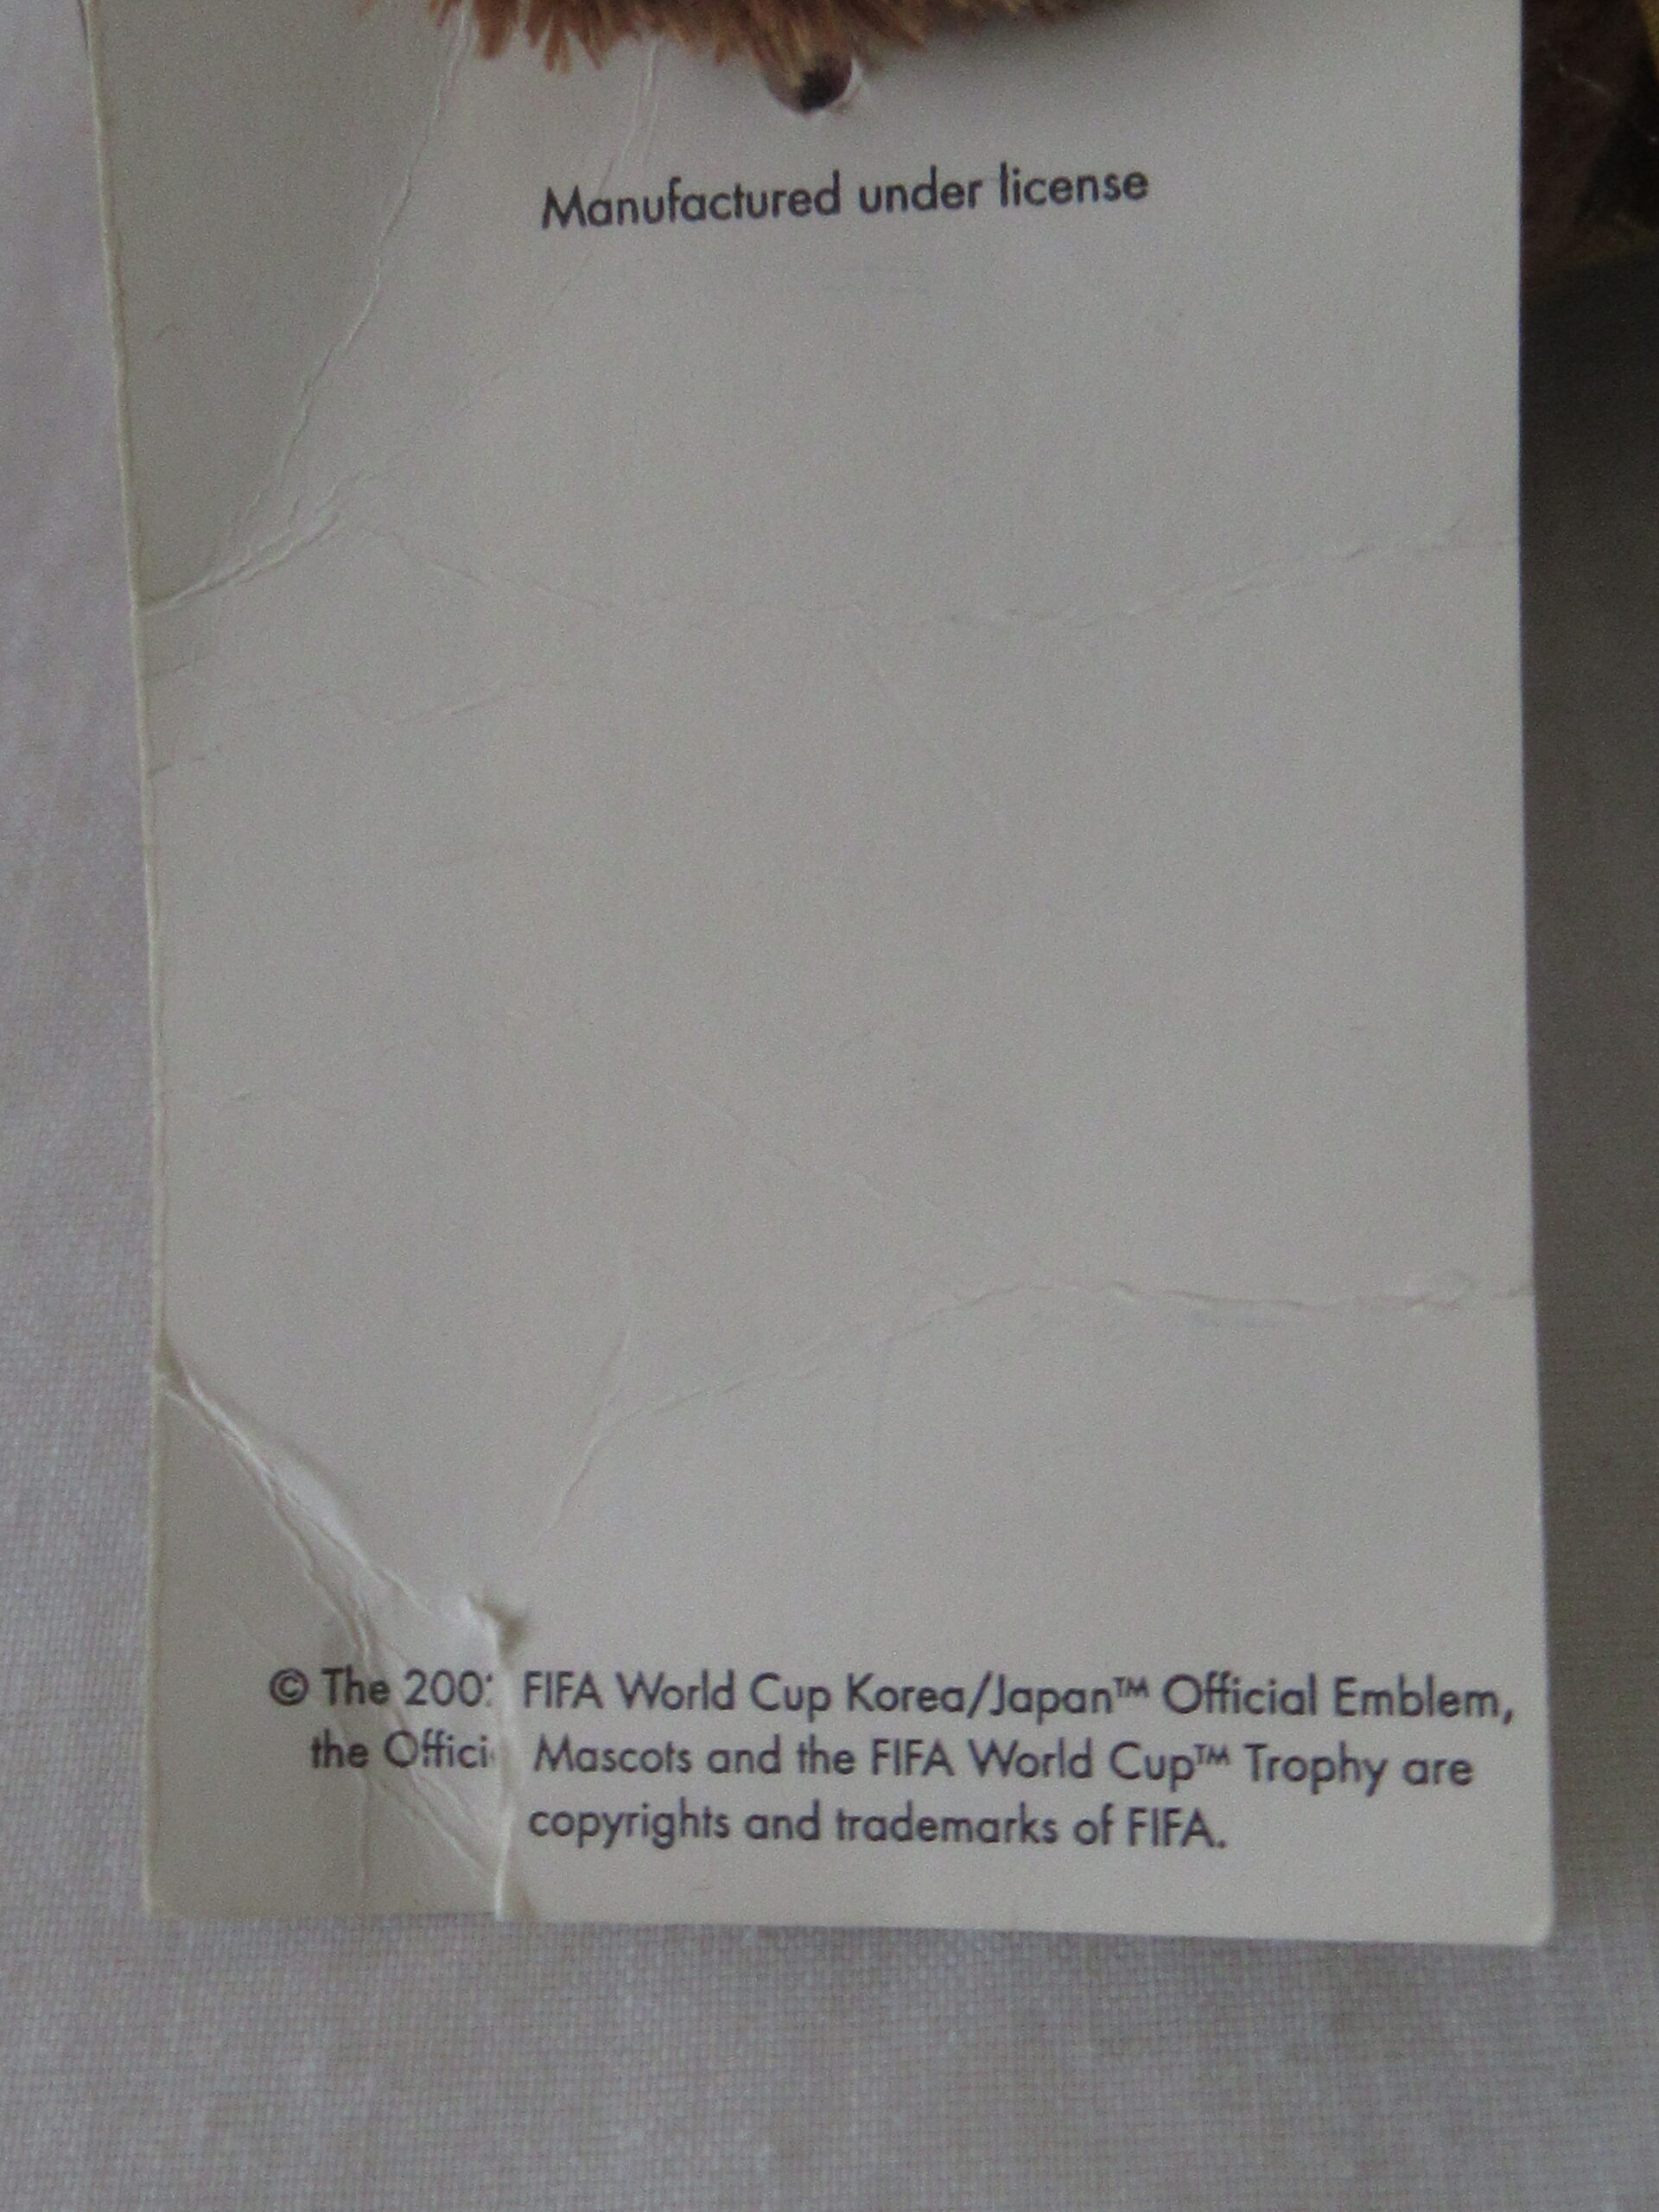 Manufactured under license
© The 200 FIFA World Cup Korea/Japan™ Official Emblem,
the Offici Mascots and the FIFA World Cup™ Trophy are
copyrights and trademarks of FIFA.